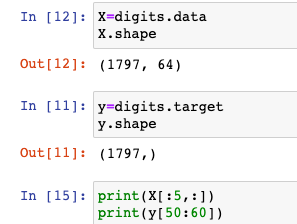 In [12]: X=digits.data
X.shape
Out[12]: (1797, 64)
In [11]: y=digits.target
y.shape
Out[11]: (1797,)
In [15]: print(X[:5,:])
print(y[50:60])